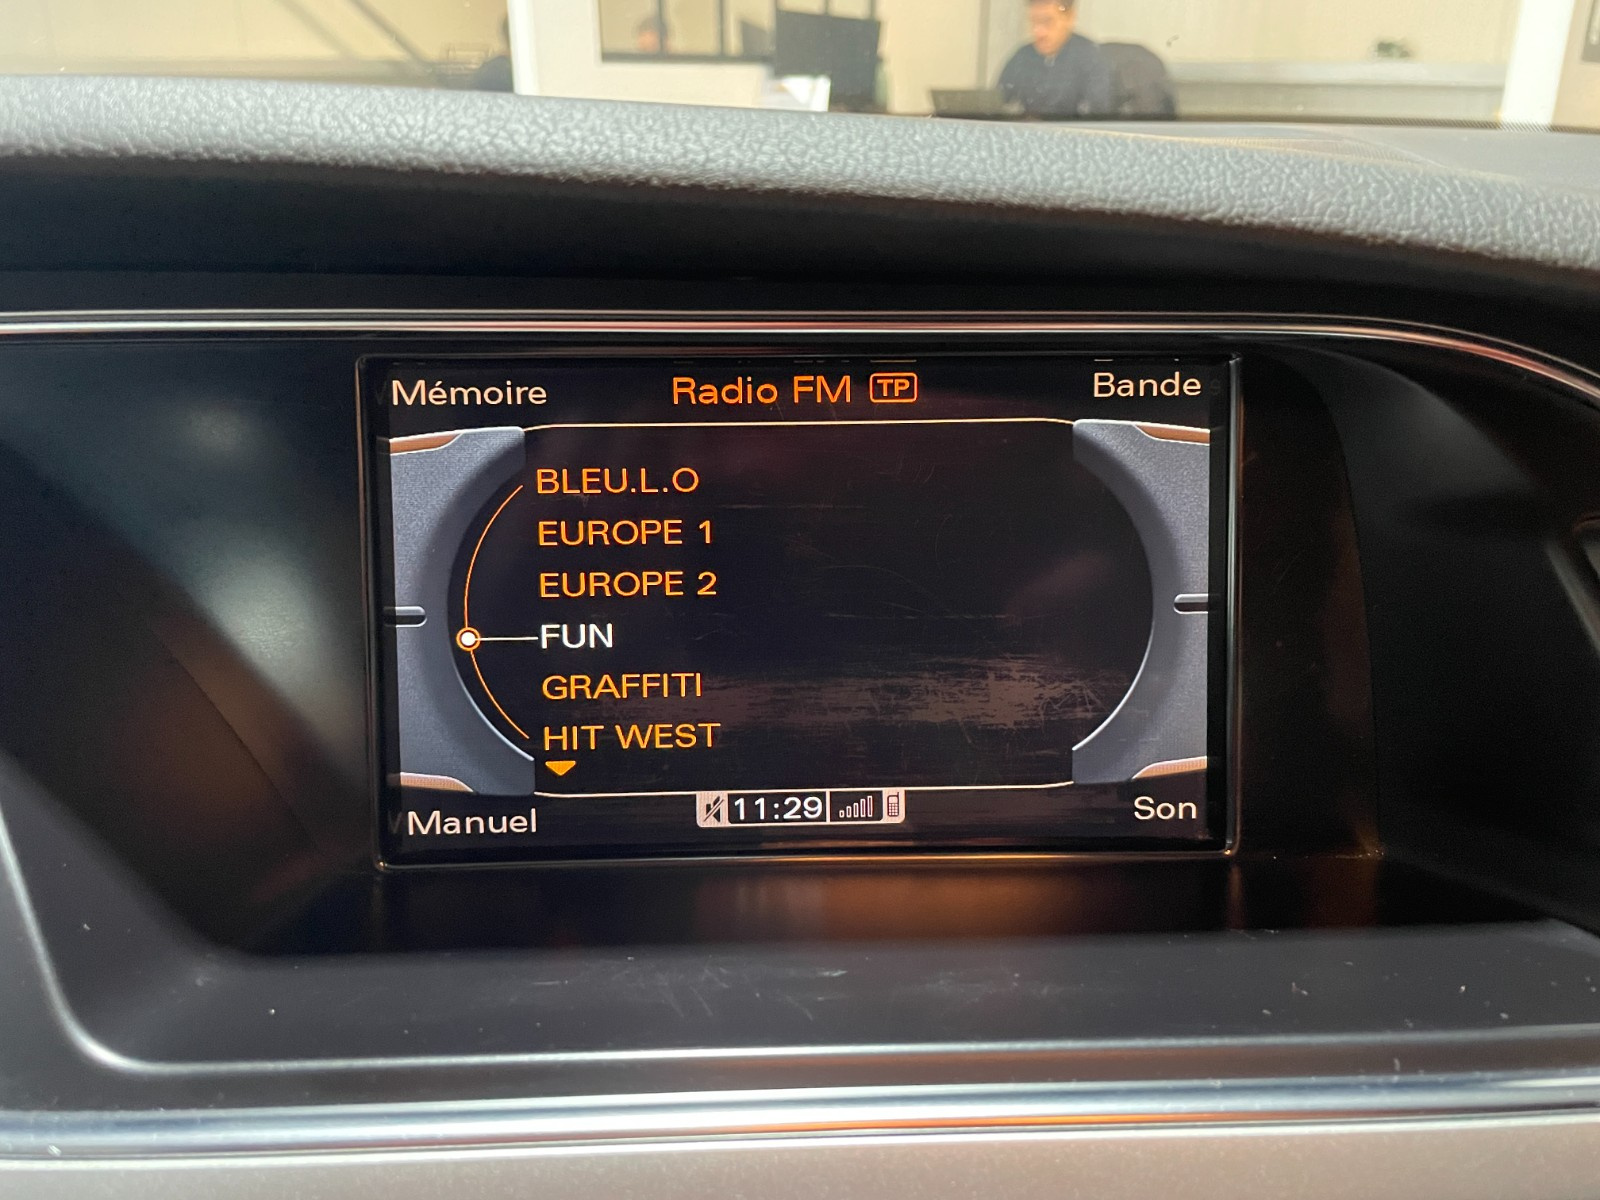 Mémoire Radio FM TP Bande
BLEU.L.O
EUROPE 1
EUROPE 2
FUN
GRAFFITI
HIT WEST
Manuel 11:29 Son